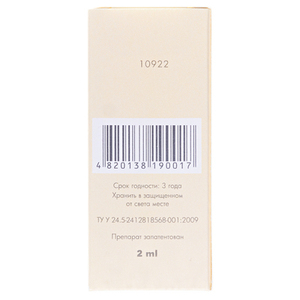 10922
4 820138 190017
Срок годности: 3 года
Хранить в защищенном
от света месте
ТУ У 24.5-2412818568-001:2009
Препарат запатентован
2 ml